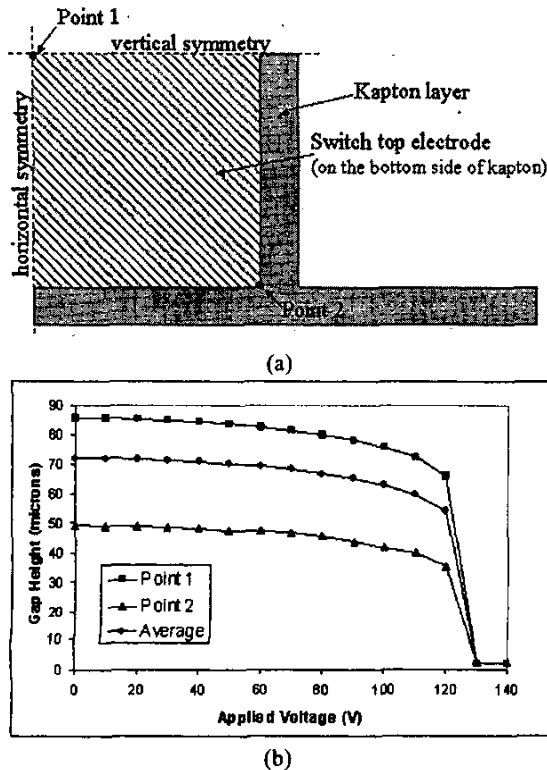 Point 1
vertical symmetry
horizontal symmetry
Kapton layer
Switch top electrode
(on the bottom side of kapton)
Point 2
(a)
90
80
70
60
50
40
30
20
10
0
Gap Height (microns)
Point 1
Point 2
Average
0 20 40 60 80 100 120 140
Applied Voltage (V)
(b)